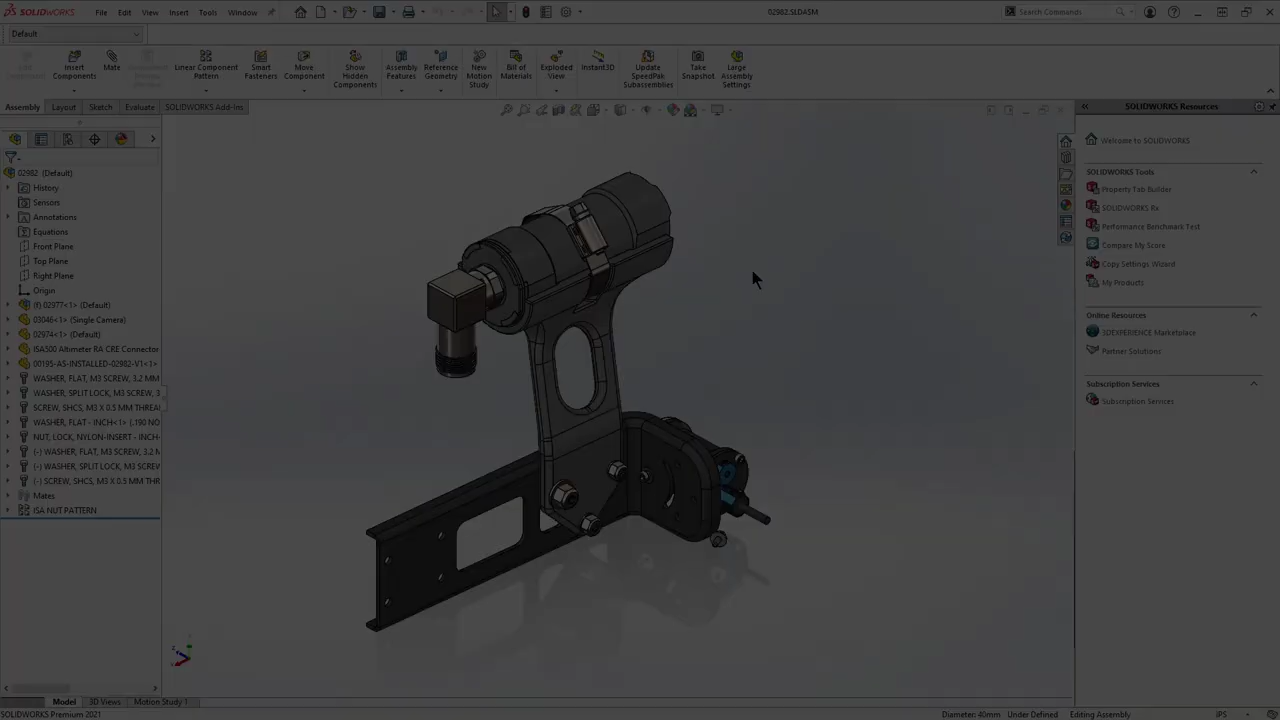 SOLIDWORKS
File
Edit
View
Insert
Tools
Window
02982.SLDASM
Search Commands
Default
Insert Components
Mate
Linear Component Pattern
Smart Fasteners
Move Component
Show Hidden Components
Assembly Features
Reference Geometry
New Motion Study
Bill of Materials
Exploded View
Instant3D
Update SpeedPak Subassemblies
Take Snapshot
Large Assembly Settings
Assembly
Layout
Sketch
Evaluate
SOLIDWORKS Add-Ins
SOLIDWORKS Resources
02982 (Default)
History
Sensors
Annotations
Equations
Front Plane
Top Plane
Right Plane
Origin
(f) 02977<1> (Default)
03046<1> (Single Camera)
02974<1> (Default)
ISA500 Altimeter RA CRE Connector
00195-AS-INSTALLED-02982-V1<1>
WASHER, FLAT, M3 SCREW, 3.2 MM
WASHER, SPLIT LOCK, M3 SCREW, 3
SCREW, SHCS, M3 X 0.5 MM THREA
WASHER, FLAT - INCH<1> (.190 NO
NUT, LOCK, NYLON-INSERT - INCH-
(-) WASHER, FLAT, M3 SCREW, 3.2 M
(-) WASHER, SPLIT LOCK, M3 SCREW
(-) SCREW, SHCS, M3 X 0.5 MM THR
Mates
ISA NUT PATTERN
Welcome to SOLIDWORKS
SOLIDWORKS Tools
Property Tab Builder
SOLIDWORKS Rx
Performance Benchmark Test
Compare My Score
Copy Settings Wizard
My Products
Online Resources
3DEXPERIENCE Marketplace
Partner Solutions
Subscription Services
Subscription Services
Model
3D Views
Motion Study 1
SOLIDWORKS Premium 2021
Diameter: 40mm
Under Defined
Editing Assembly
IPS